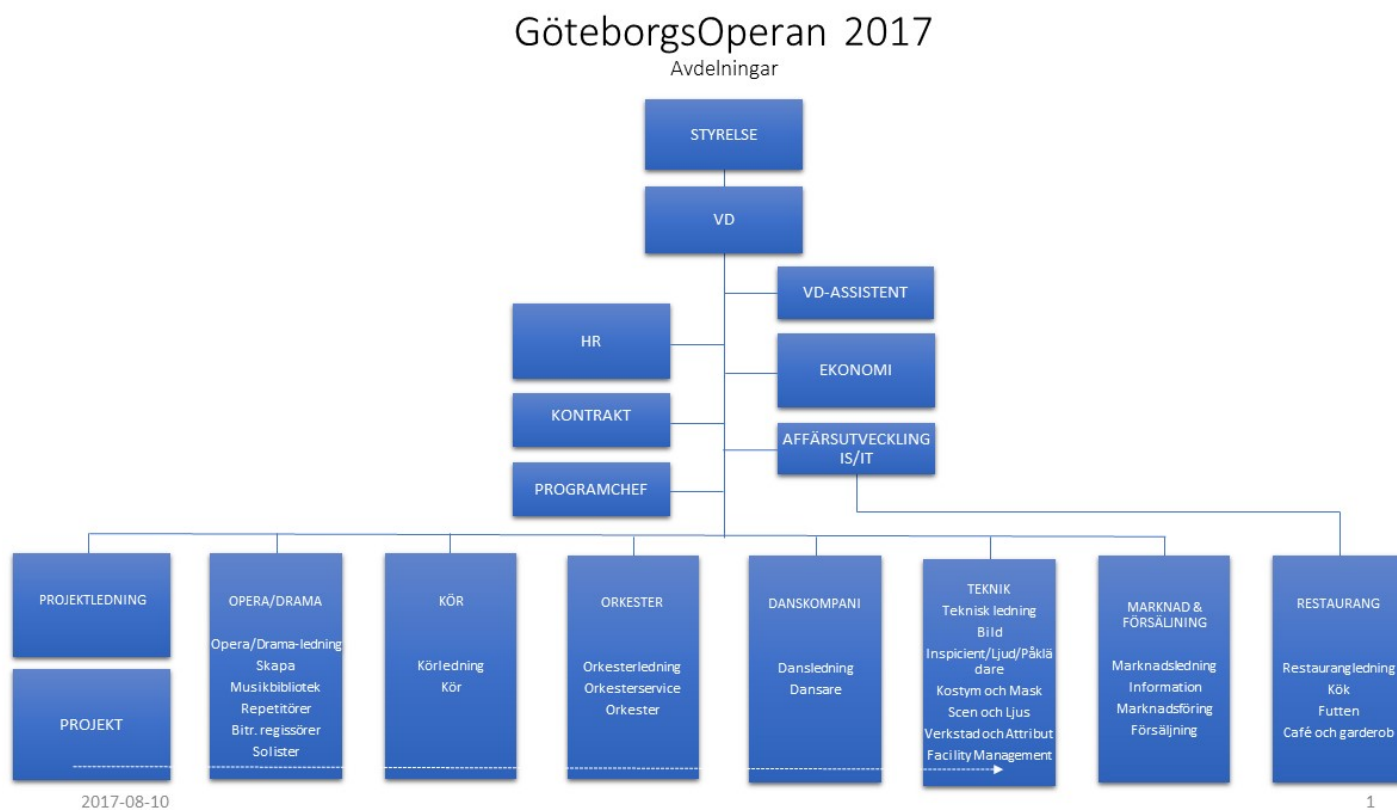 GöteborgsOperan 2017
Avdelningar
STYRELSE
VD
VD-ASSISTENT
HR
EKONOMI
KONTRAKT
AFFÄRSUTVECKLING
IS/IT
PROGRAMCHEF
PROJEKTLEDNING
PROJEKT
OPERA/DRAMA
Opera/Drama-ledning
Skapa
Musikbibliotek
Repetitörer
Bitr. regissörer
Solister
KÖR
Körledning
Kör
ORKESTER
Orkesterledning
Orkesterservice
Orkester
DANSKOMPANI
Dansledning
Dansare
TEKNIK
Teknisk ledning
Bild
Inspicient/Ljud/Påklä
dare
Kostym och Mask
Scen och Ljus
Verkstad och Attribut
Facility Management
MARKNAD &
FÖRSÄLJNING
Marknadsledning
Information
Marknadsföring
Försäljning
RESTAURANG
Restaurangledning
Kök
Futten
Café och garderob
2017-08-10
1